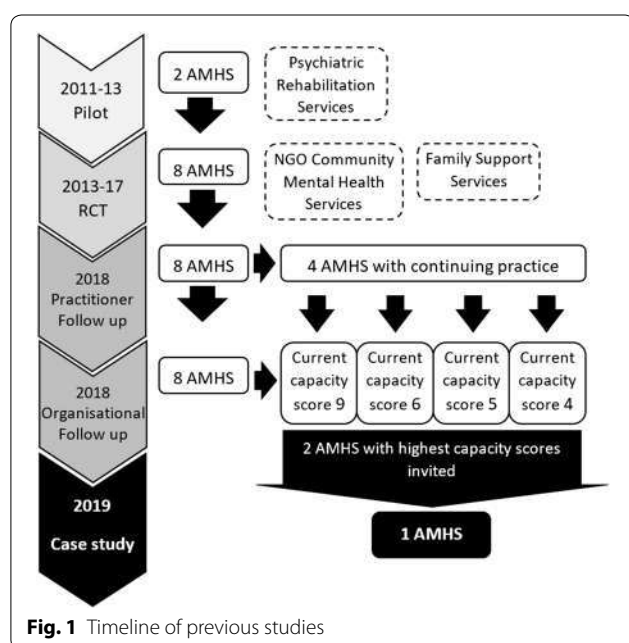 2011-13
Pilot
2 AMHS
Psychiatric
Rehabilitation
Services
2013-17
RCT
8 AMHS
NGO Community
Mental Health
Services
Family Support
Services
2018
Practitioner
Follow up
8 AMHS
4 AMHS with continuing practice
2018
Organisational
Follow up
8 AMHS
Current
capacity
score 9
Current
capacity
score 6
Current
capacity
score 5
Current
capacity
score 4
2 AMHS with highest capacity scores
invited
2019
Case study
1 AMHS
Fig. 1 Timeline of previous studies